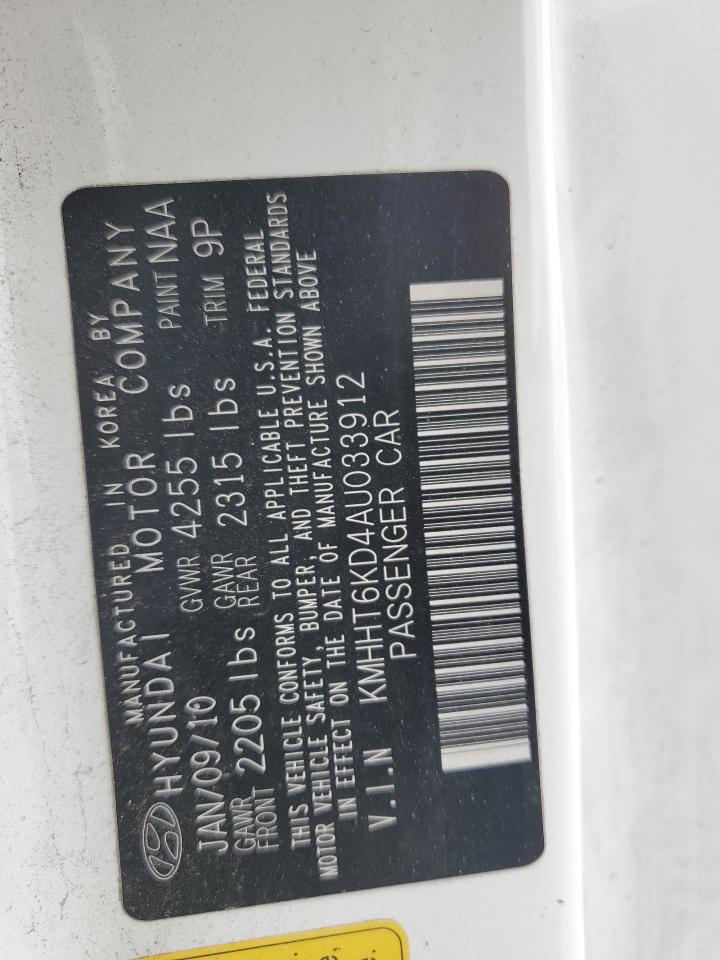 MANUFACTURED IN KOREA BY
HYUNDAI MOTOR COMPANY
JAN/09/10 GVWR 4255 lbs PAINT NAA
GAWR FRONT 2205 lbs GAWR REAR 2315 lbs TRIM 9P
THIS VEHICLE CONFORMS TO ALL APPLICABLE U.S.A. FEDERAL
MOTOR VEHICLE SAFETY, BUMPER, AND THEFT PREVENTION STANDARDS
IN EFFECT ON THE DATE OF MANUFACTURE SHOWN ABOVE
V.I.N KMHHT6KD4AU033912
PASSENGER CAR